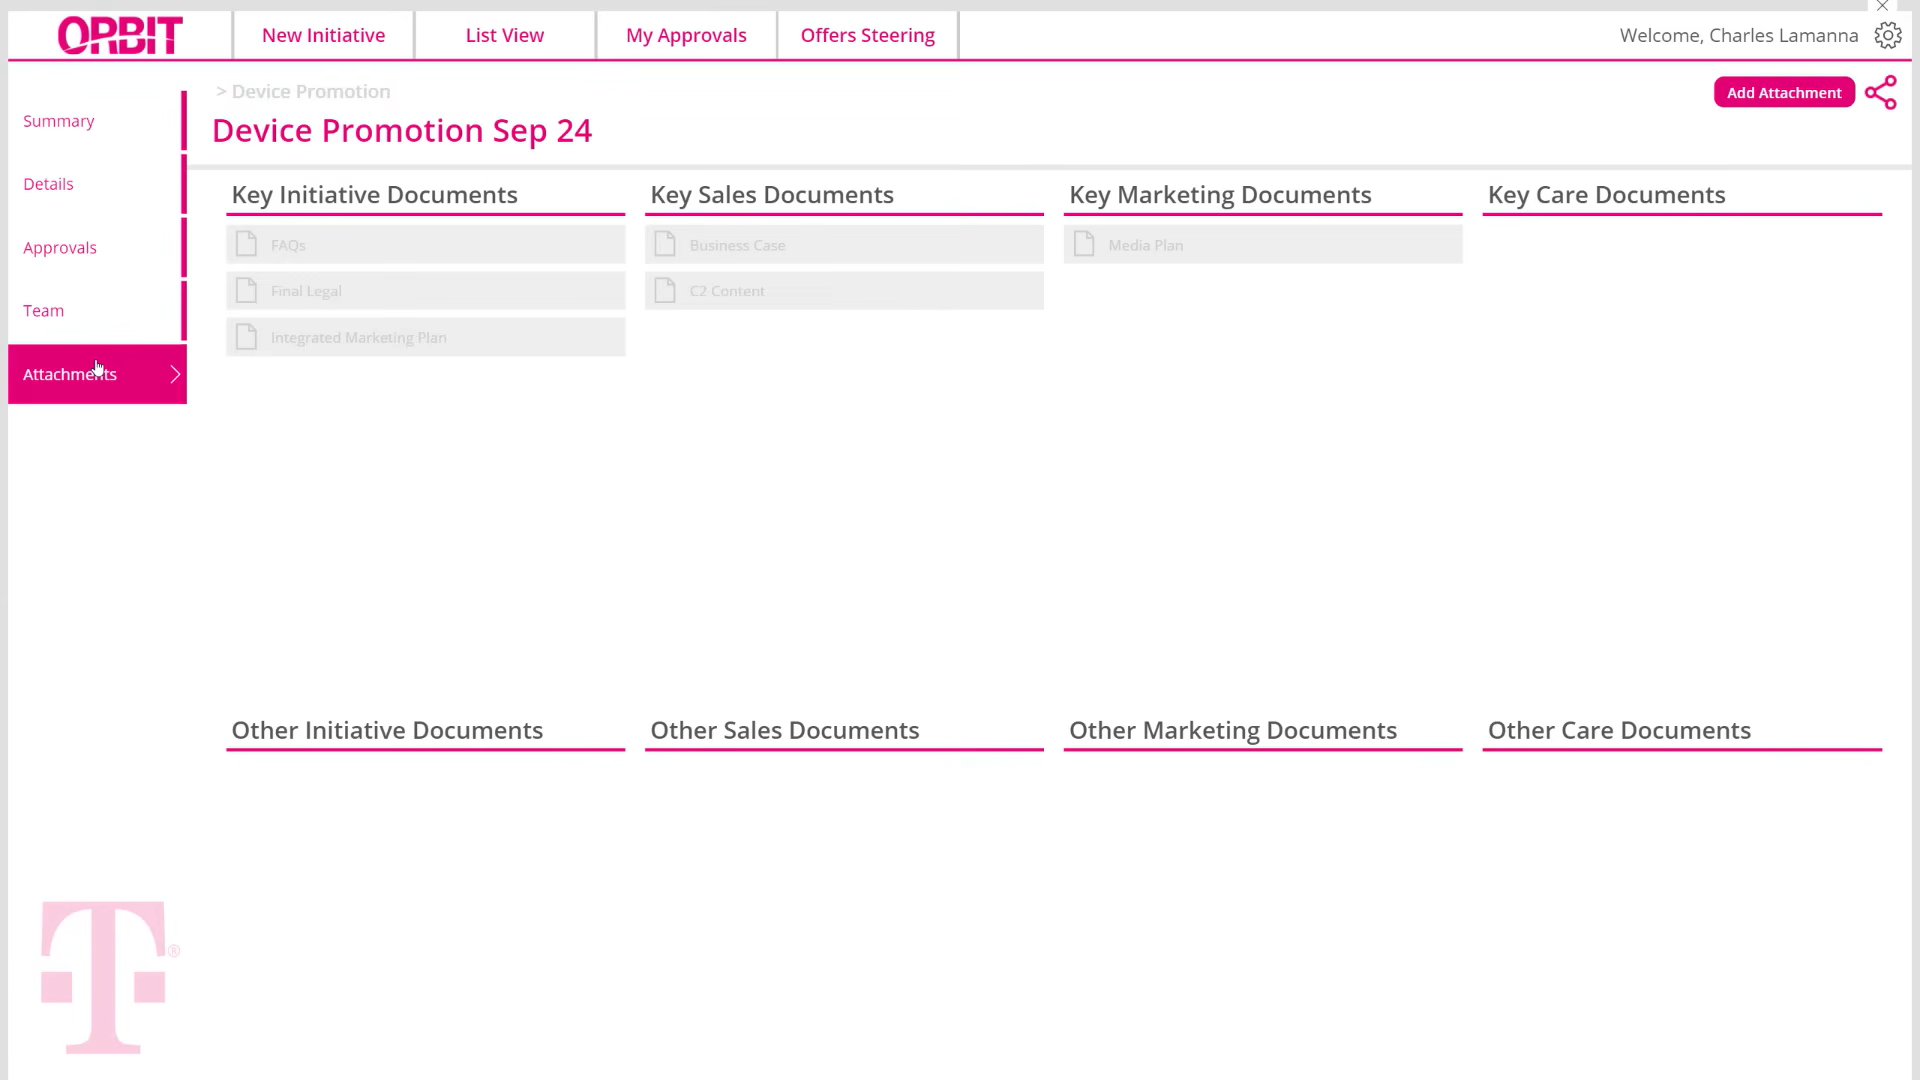 ORBIT
New Initiative
List View
My Approvals
Offers Steering
Welcome, Charles Lamanna
Summary
Details
Approvals
Team
Attachments
> Device Promotion
Device Promotion Sep 24
Add Attachment
Key Initiative Documents
FAQs
Final Legal
Integrated Marketing Plan
Key Sales Documents
Business Case
C2 Content
Key Marketing Documents
Media Plan
Key Care Documents
Other Initiative Documents
Other Sales Documents
Other Marketing Documents
Other Care Documents
T®